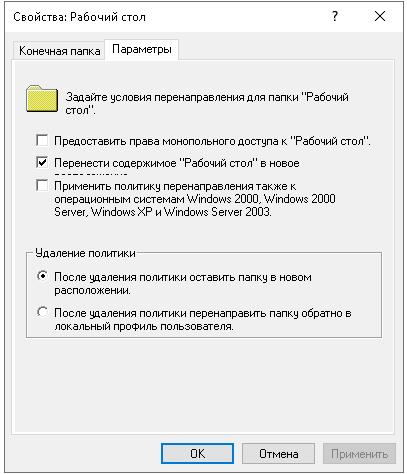 Свойства: Рабочий стол
?
Конечная папка Параметры
Задайте условия перенаправления для папки "Рабочий
стол".
Предоставить права монопольного доступа к "Рабочий стол".
Перенести содержимое "Рабочий стол" в новое
Применить политику перенаправления также к
операционным системам Windows 2000, Windows 2000
Server, Windows XP и Windows Server 2003.
Удаление политики
После удаления политики оставить папку в новом
расположении.
После удаления политики перенаправить папку обратно в
локальный профиль пользователя.
OK Отмена Применить